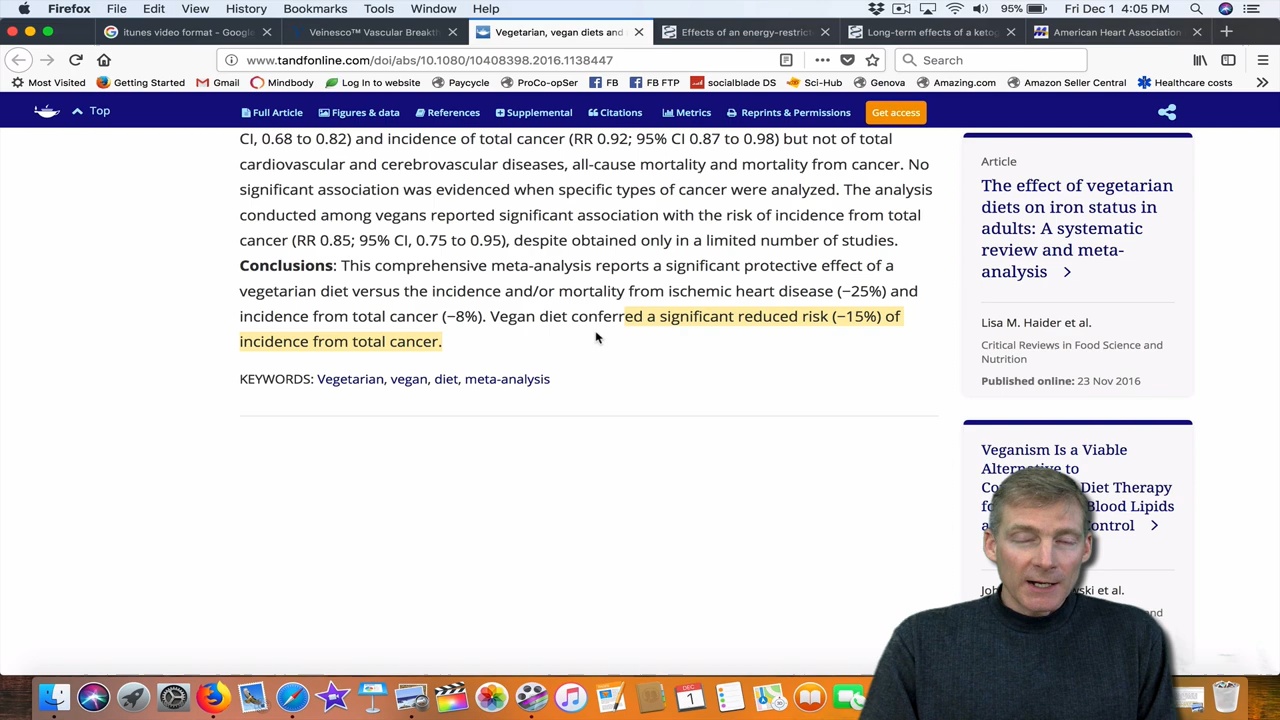 Firefox File Edit View History Bookmarks Tools Window Help 95% Fri Dec 1 4:05 PM
itunes video format - Google Veinesco™ Vascular Breakth Vegetarian, vegan diets and Effects of an energy-restrict Long-term effects of a ketog American Heart Association
www.tandfonline.com/doi/abs/10.1080/10408398.2016.1138447 Search
Most Visited Getting Started Gmail Mindbody Log In to website Paycycle ProCo-opSer FB FB FTP socialblade DS Sci-Hub Genova Amazing.com Amazon Seller Central Healthcare costs
Top Full Article Figures & data References Supplemental Citations Metrics Reprints & Permissions Get access
CI, 0.68 to 0.82) and incidence of total cancer (RR 0.92; 95% CI 0.87 to 0.98) but not of total
cardiovascular and cerebrovascular diseases, all-cause mortality and mortality from cancer. No
significant association was evidenced when specific types of cancer were analyzed. The analysis
conducted among vegans reported significant association with the risk of incidence from total
cancer (RR 0.85; 95% CI, 0.75 to 0.95), despite obtained only in a limited number of studies.
Conclusions: This comprehensive meta-analysis reports a significant protective effect of a
vegetarian diet versus the incidence and/or mortality from ischemic heart disease (−25%) and
incidence from total cancer (−8%). Vegan diet conferred a significant reduced risk (−15%) of
incidence from total cancer.
KEYWORDS: Vegetarian, vegan, diet, meta-analysis
Article
The effect of vegetarian
diets on iron status in
adults: A systematic
review and meta-
analysis
Lisa M. Haider et al.
Critical Reviews in Food Science and
Nutrition
Published online: 23 Nov 2016
Veganism Is a Viable
to
Diet Therapy
Blood Lipids
et al.
DEC
1